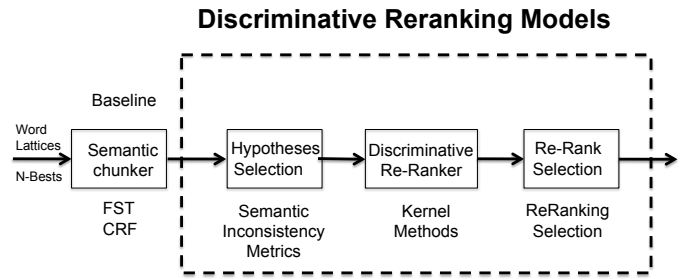 Discriminative Reranking Models
Baseline
Word
Lattices
N-Bests
Semantic
chunker
FST
CRF
Hypotheses
Selection
Semantic
Inconsistency
Metrics
Discriminative
Re-Ranker
Kernel
Methods
Re-Rank
Selection
ReRanking
Selection